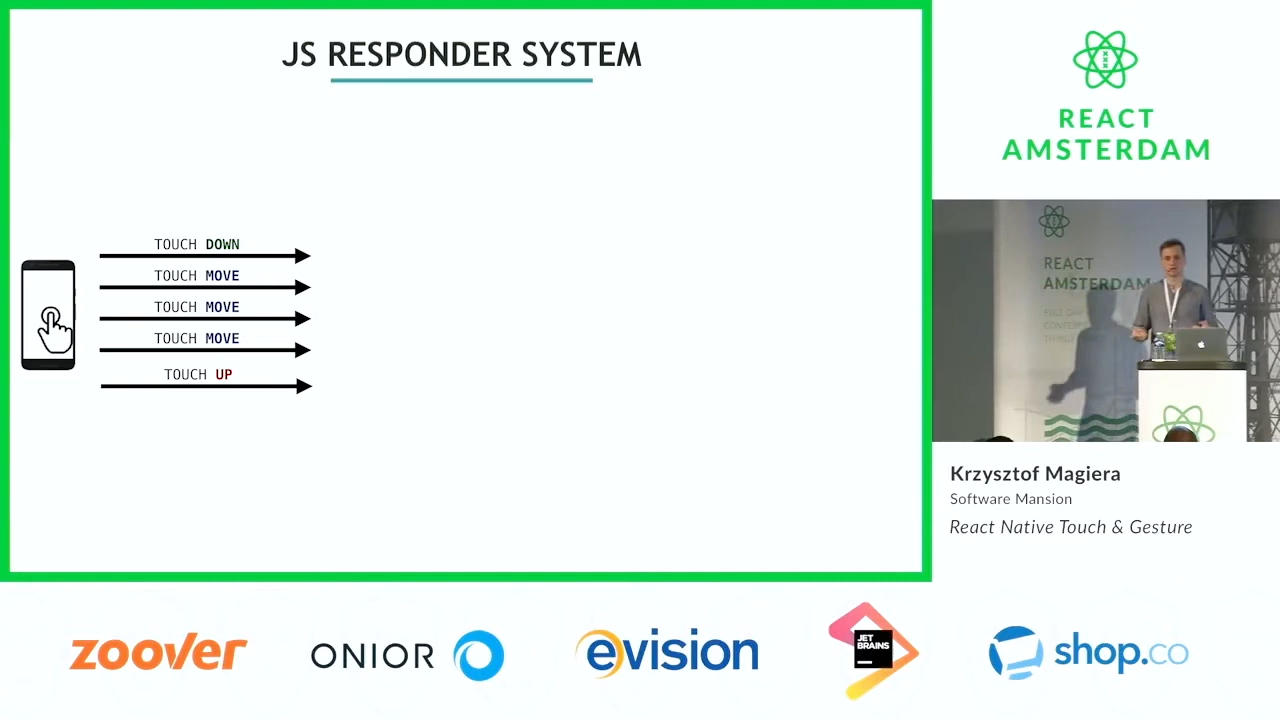 JS RESPONDER SYSTEM
TOUCH DOWN
TOUCH MOVE
TOUCH MOVE
TOUCH MOVE
TOUCH UP
REACT
AMSTERDAM
REACT
AMSTERDAM
Krzysztof Magiera
Software Mansion
React Native Touch & Gesture
zoover
ONIOR
evision
JET
BRAINS
shop.co